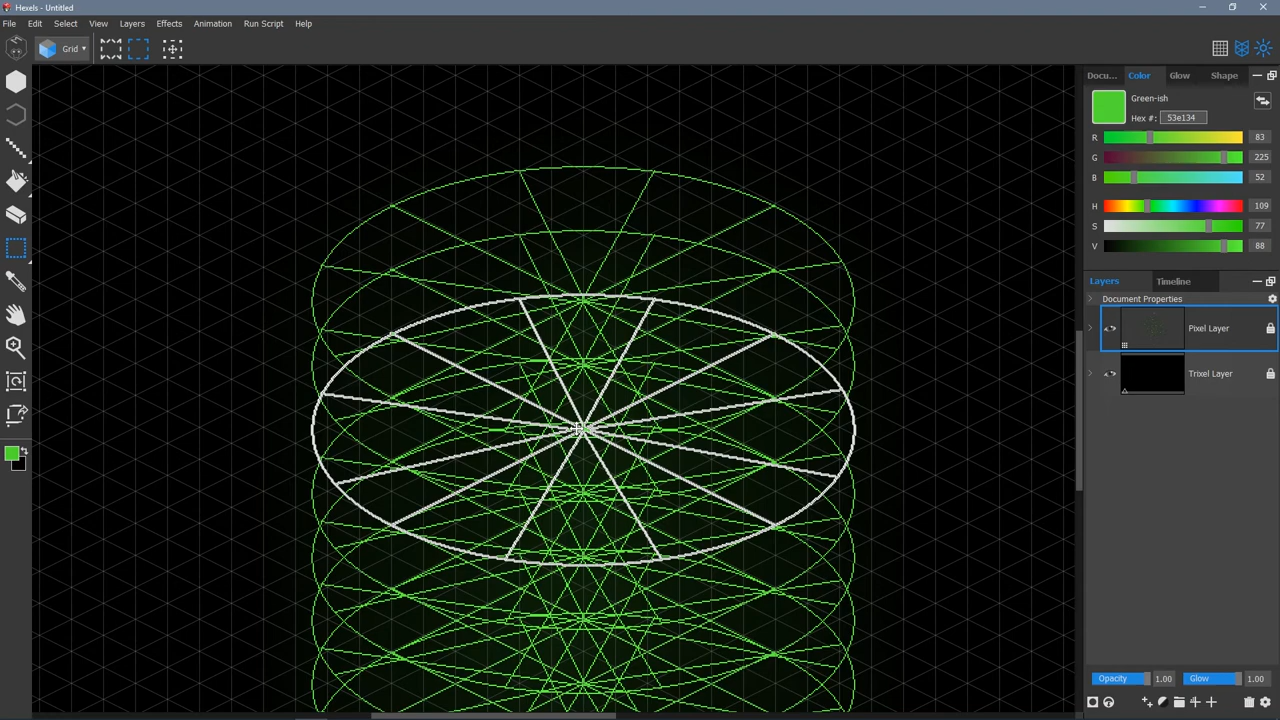 Hexels - Untitled
File Edit Select View Layers Effects Animation Run Script Help
Grid
Docu... Color Glow Shape
Green-ish
Hex #: 53e134
R 83
G 225
B 52
H 109
S 77
V 88
Layers Timeline
Document Properties
Pixel Layer
Trixel Layer
Opacity 1.00 Glow 1.00